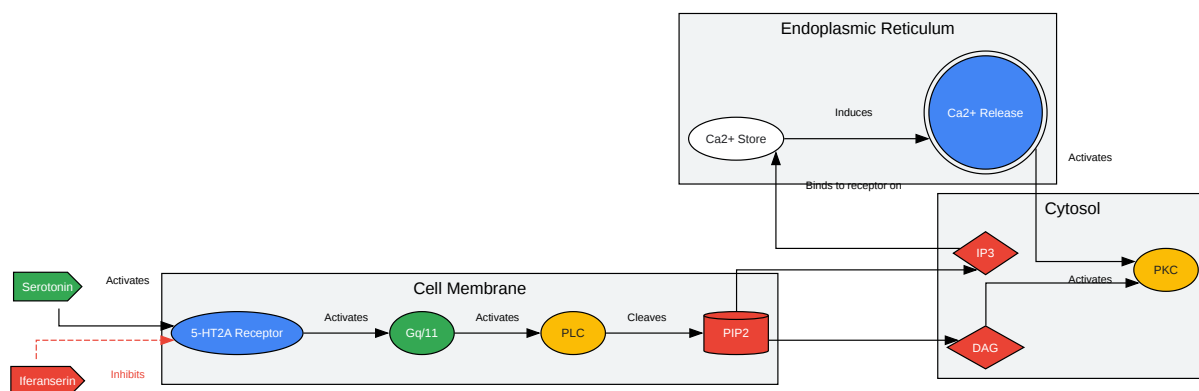 Endoplasmic Reticulum
Ca2+ Store
Induces
Ca2+ Release
Activates
Binds to receptor on
Cytosol
IP3
PKC
Activates
DAG
Serotonin
Activates
Cell Membrane
5-HT2A Receptor
Activates
Gq/11
Activates
PLC
Cleaves
PIP2
Iferanserin
Inhibits